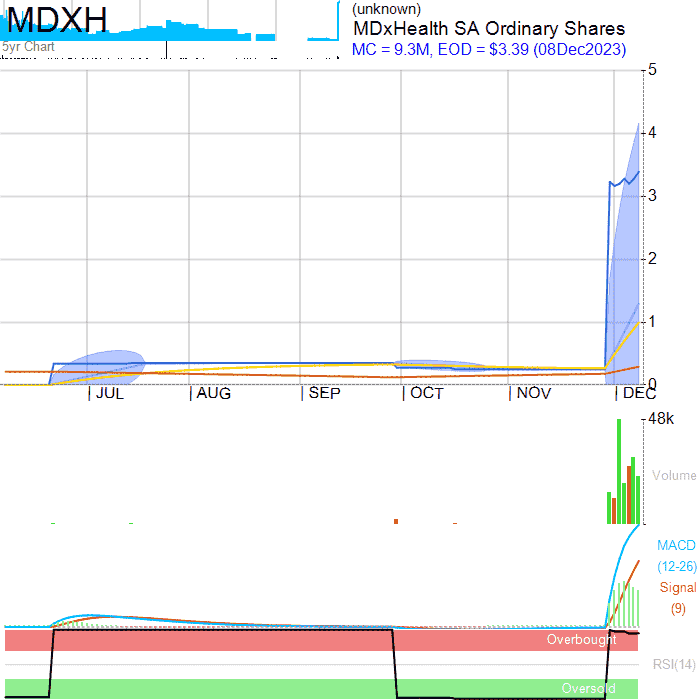 MDXH
5yr Chart
(unknown)
MDxHealth SA Ordinary Shares
MC = 9.3M, EOD = $3.39 (08Dec2023)
5
4
3
2
1
0
JUL AUG SEP OCT NOV DEC
48k
Volume
MACD
(12-26)
Signal
(9)
Overbought
RSI(14)
Oversold